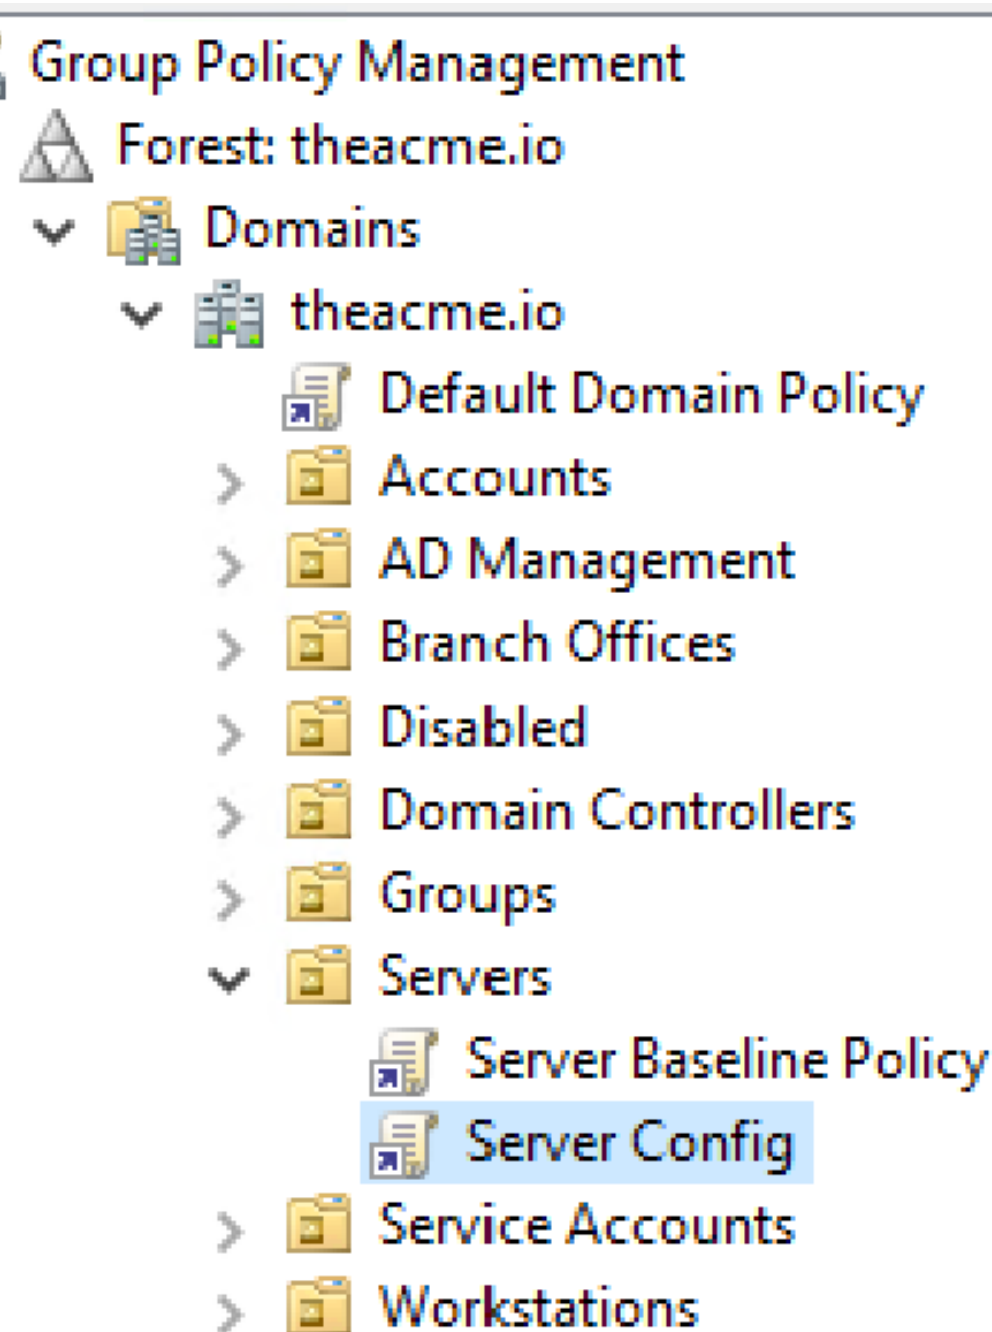 Group Policy Management
Forest: theacme.io
Domains
theacme.io
Default Domain Policy
Accounts
AD Management
Branch Offices
Disabled
Domain Controllers
Groups
Servers
Server Baseline Policy
Server Config
Service Accounts
Workstations